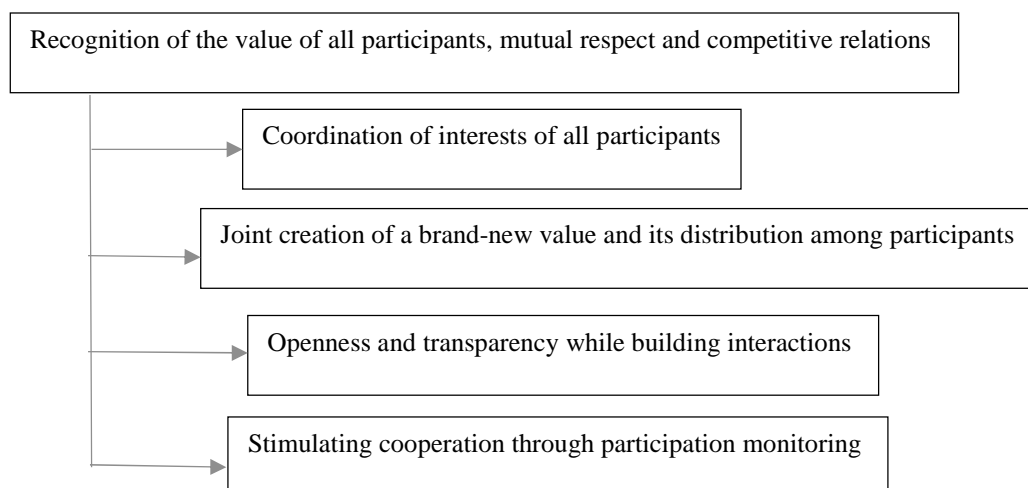 Recognition of the value of all participants, mutual respect and competitive relations
Coordination of interests of all participants
Joint creation of a brand-new value and its distribution among participants
Openness and transparency while building interactions
Stimulating cooperation through participation monitoring